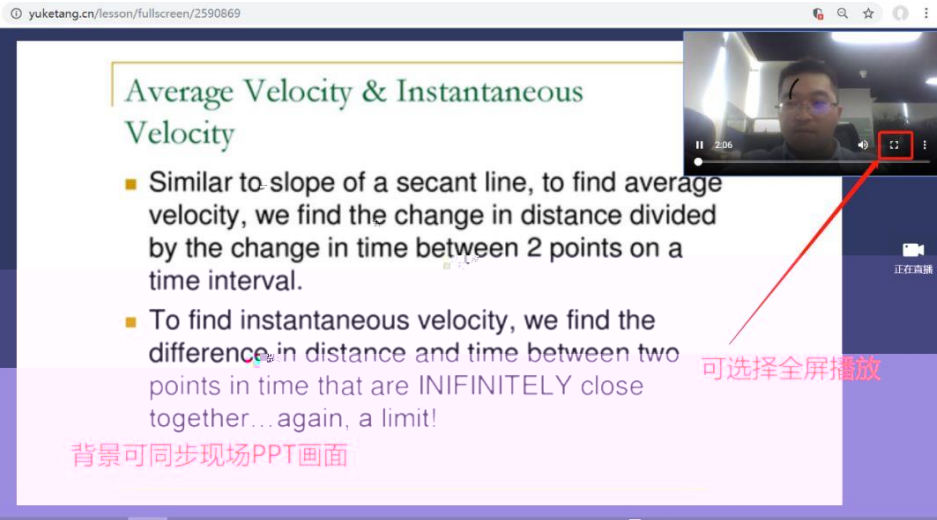 yuketang.cn/lesson/fullscreen/2590869
Average Velocity & Instantaneous
Velocity
2:06
Similar to slope of a secant line, to find average
velocity, we find the change in distance divided
by the change in time between 2 points on a
time interval.
正在直播
To find instantaneous velocity, we find the
difference in distance and time between two
points in time that are INIFINITELY close
together...again, a limit!
可选择全屏播放
背景可同步现场PPT画面